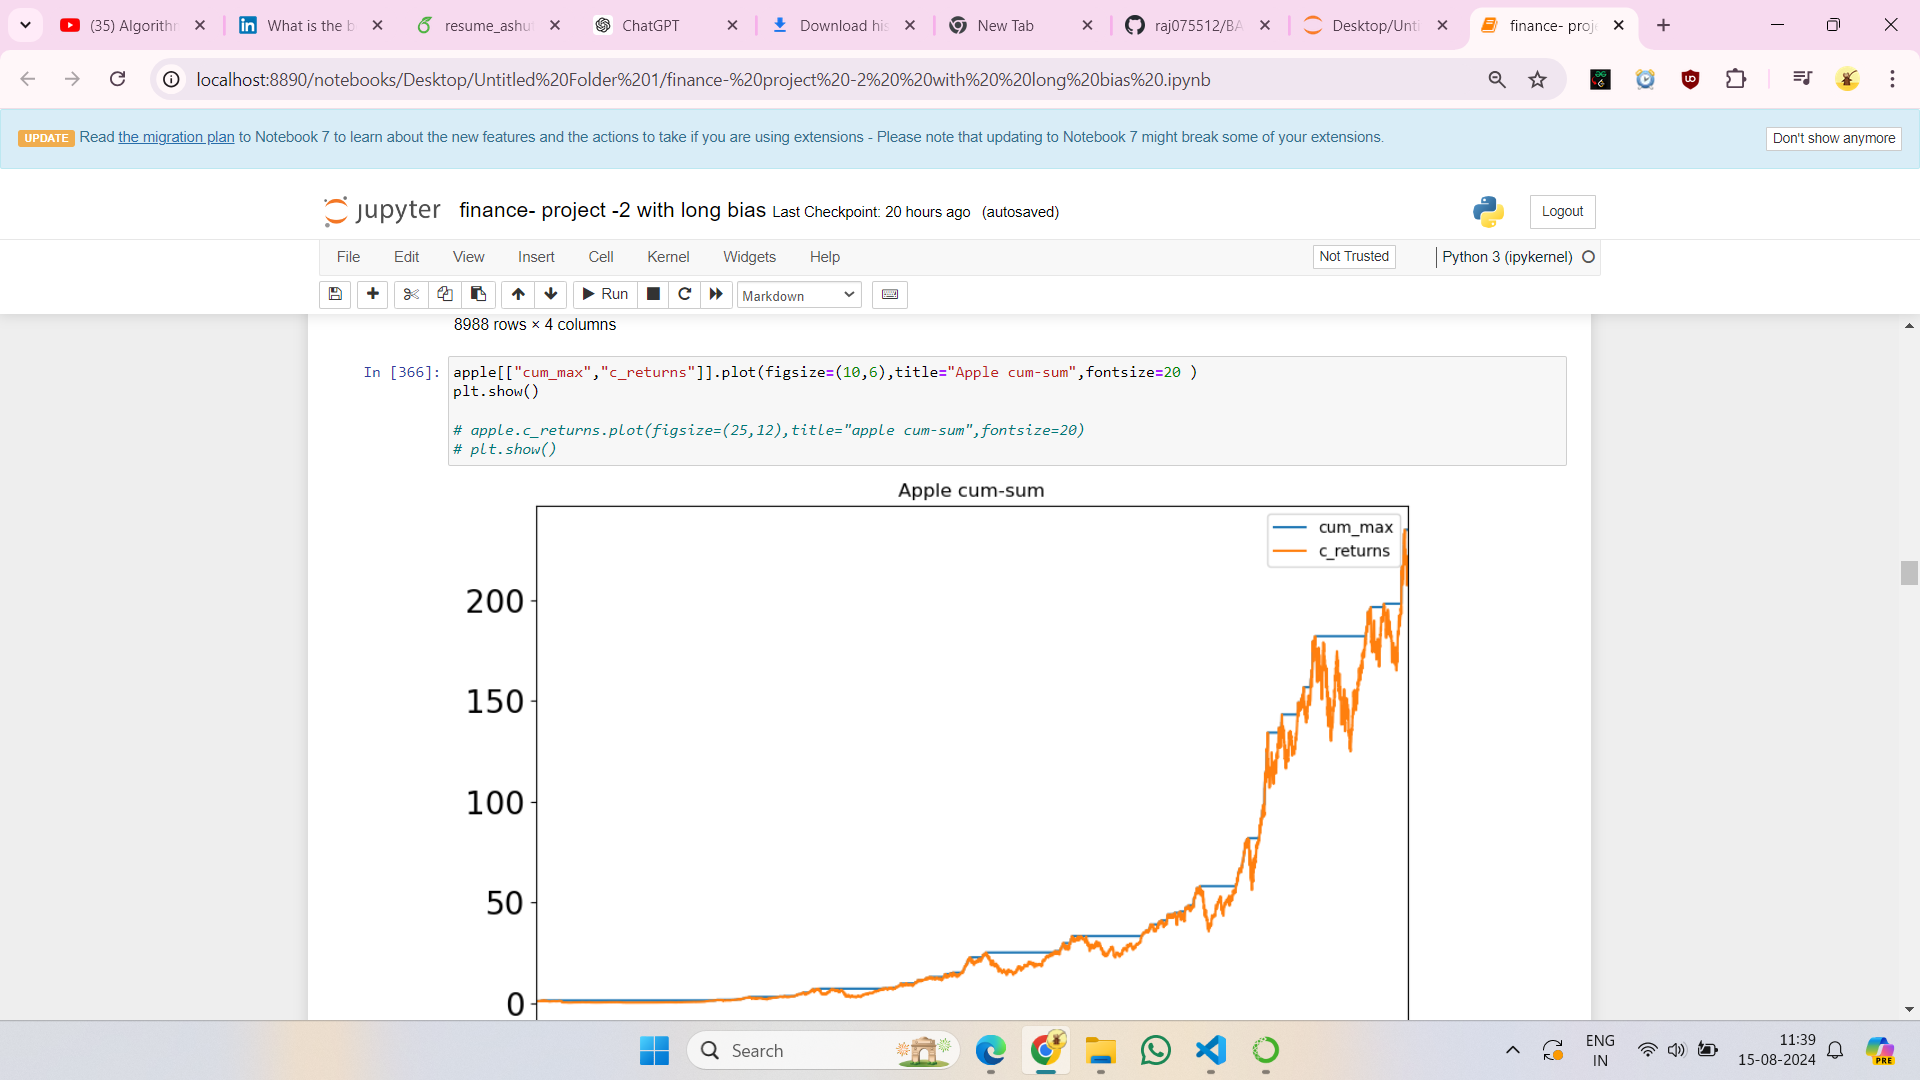 (35) Algorithm
What is the b
resume_ashut
ChatGPT
Download his
New Tab
raj075512/BA
Desktop/Unti
finance- proj
localhost:8890/notebooks/Desktop/Untitled%20Folder%201/finance-%20project%20-2%20%20with%20%20long%20bias%20.ipynb
UPDATE Read the migration plan to Notebook 7 to learn about the new features and the actions to take if you are using extensions - Please note that updating to Notebook 7 might break some of your extensions.
Don't show anymore
jupyter finance- project -2 with long bias Last Checkpoint: 20 hours ago (autosaved)
Logout
File Edit View Insert Cell Kernel Widgets Help
Not Trusted
Python 3 (ipykernel)
Run
Markdown
8988 rows × 4 columns
In [366]: apple[["cum_max","c_returns"]].plot(figsize=(10,6),title="Apple cum-sum",fontsize=20 )
plt.show()
# apple.c_returns.plot(figsize=(25,12),title="apple cum-sum",fontsize=20)
# plt.show()
Apple cum-sum
cum_max
c_returns
200
150
100
50
0
Search
ENG
IN
11:39
15-08-2024
PRE